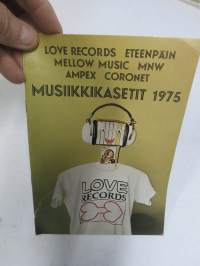 LOVE RECORDS ETEENPÄIN
MELLOW MUSIC MNW
AMPEX CORONET
MUSIIKKIKASETIT 1975
LOVE
RECORDS